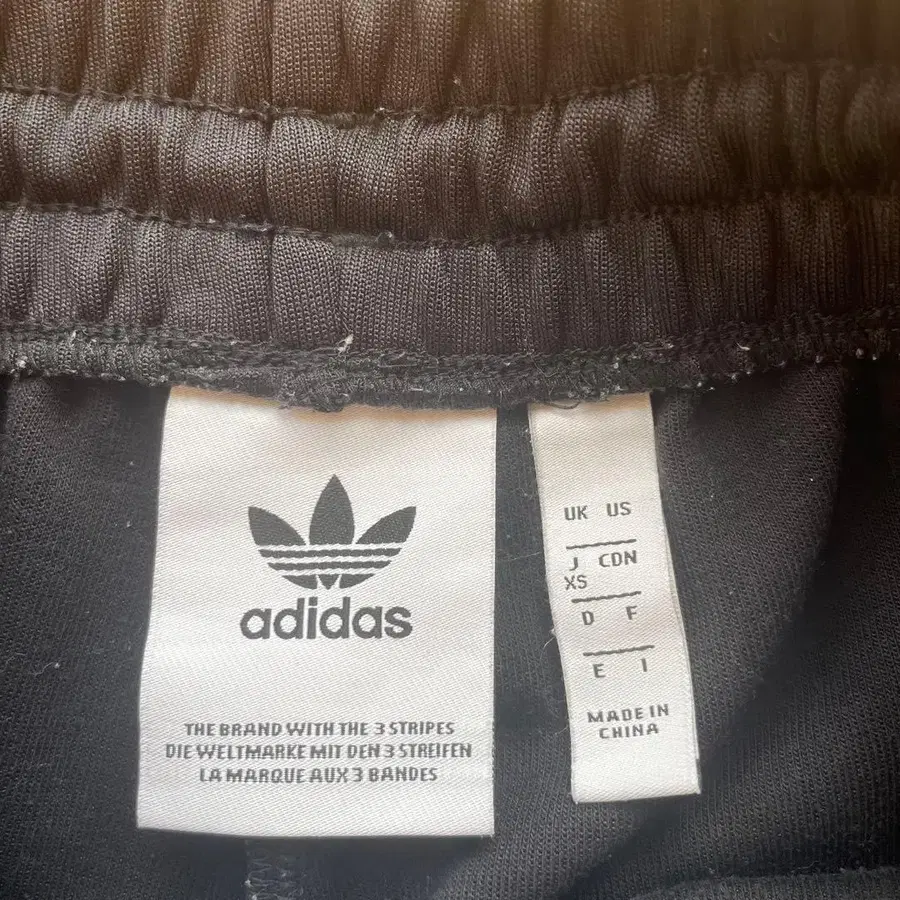 adidas
THE BRAND WITH THE 3 STRIPES
DIE WELTMARKE MIT DEN 3 STREIFEN
LA MARQUE AUX 3 BANDES
UK US
J CDN
XS
D F
E I
MADE IN
CHINA